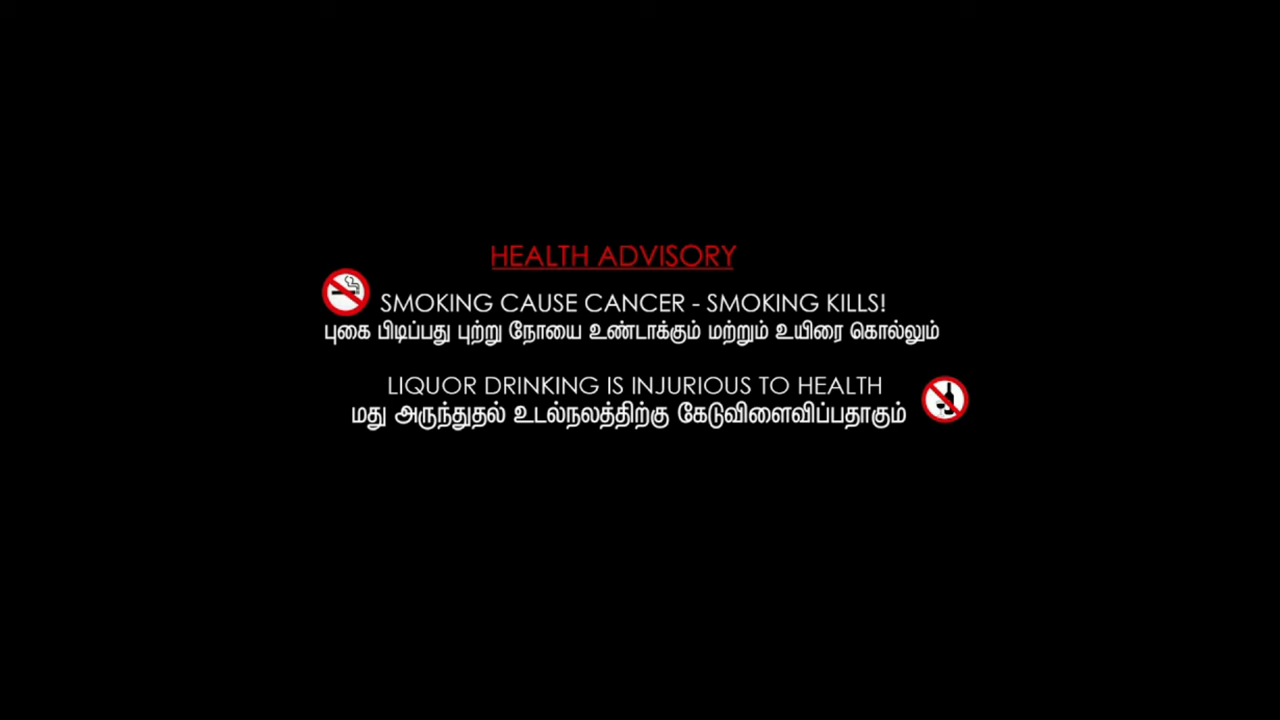 HEALTH ADVISORY
SMOKING CAUSE CANCER - SMOKING KILLS!
புகை பிடிப்பது புற்று நோயை உண்டாக்கும் மற்றும் உயிரை கொல்லும்
LIQUOR DRINKING IS INJURIOUS TO HEALTH
மது அருந்துதல் உடல்நலத்திற்கு கேடுவிளைவிப்பதாகும்